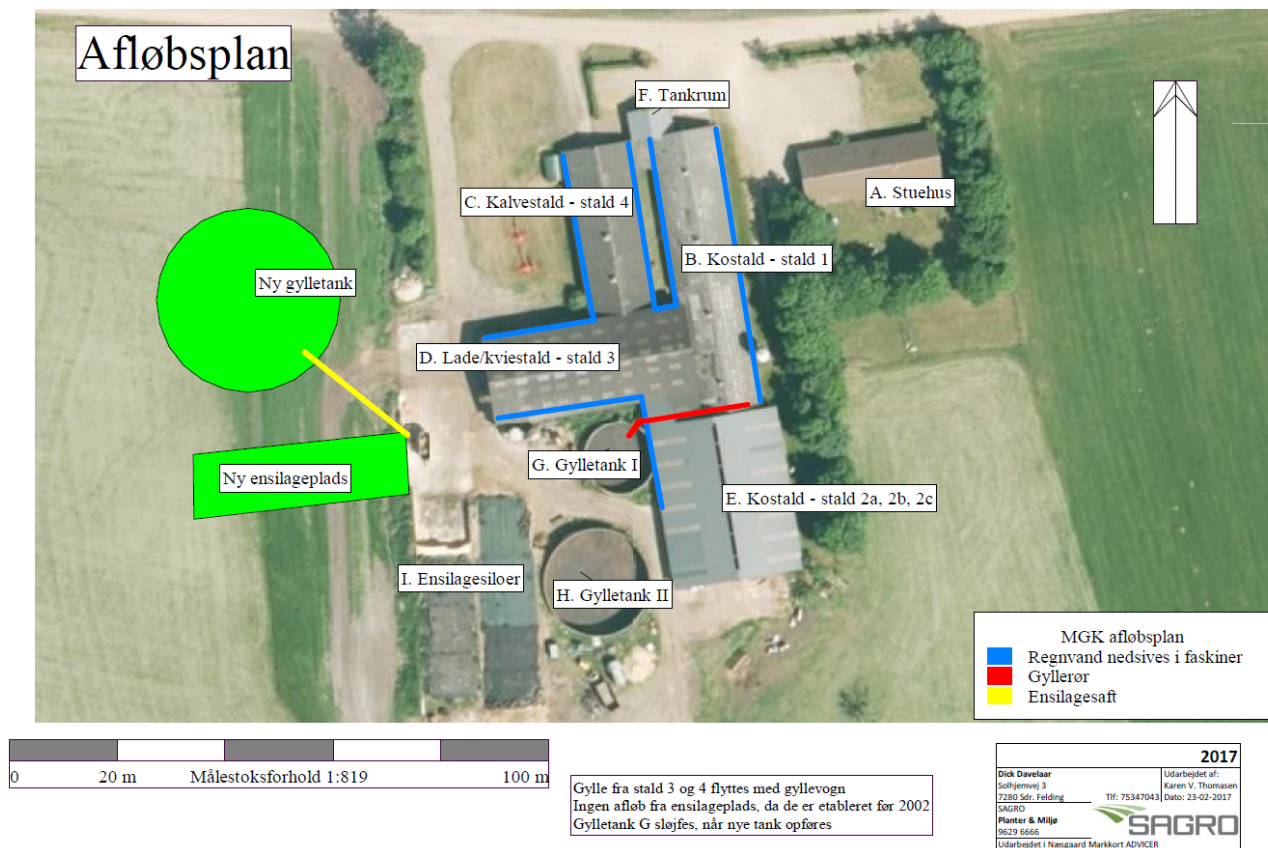 Afløbsplan
F. Tankrum
C. Kalvestald - stald 4
A. Stuehus
B. Kostald - stald 1
Ny gylletank
D. Lade/kviestald - stald 3
G. Gylletank I
Ny ensilageplads
E. Kostald - stald 2a, 2b, 2c
I. Ensilagesiloer
H. Gylletank II
MGK afløbsplan
Regnvand nedsives i faskiner
Gyllerør
Ensilagesaft
0 20 m Målestoksforhold 1:819 100 m
Gylle fra stald 3 og 4 flyttes med gyllevogn
Ingen afløb fra ensilageplads, da de er etableret før 2002
Gylletank G sløjfes, når nye tank opføres
2017
Dick Davelaar
Solhjemvej 3
7280 Sdr. Felding Tlf: 75347043
Udarbejdet af:
Karen V. Thomasen
Dato: 23-02-2017
SAGRO
Planter & Miljø
9629 6666
SAGRO
Udarbejdet i Næsgaard Markkort ADVICER